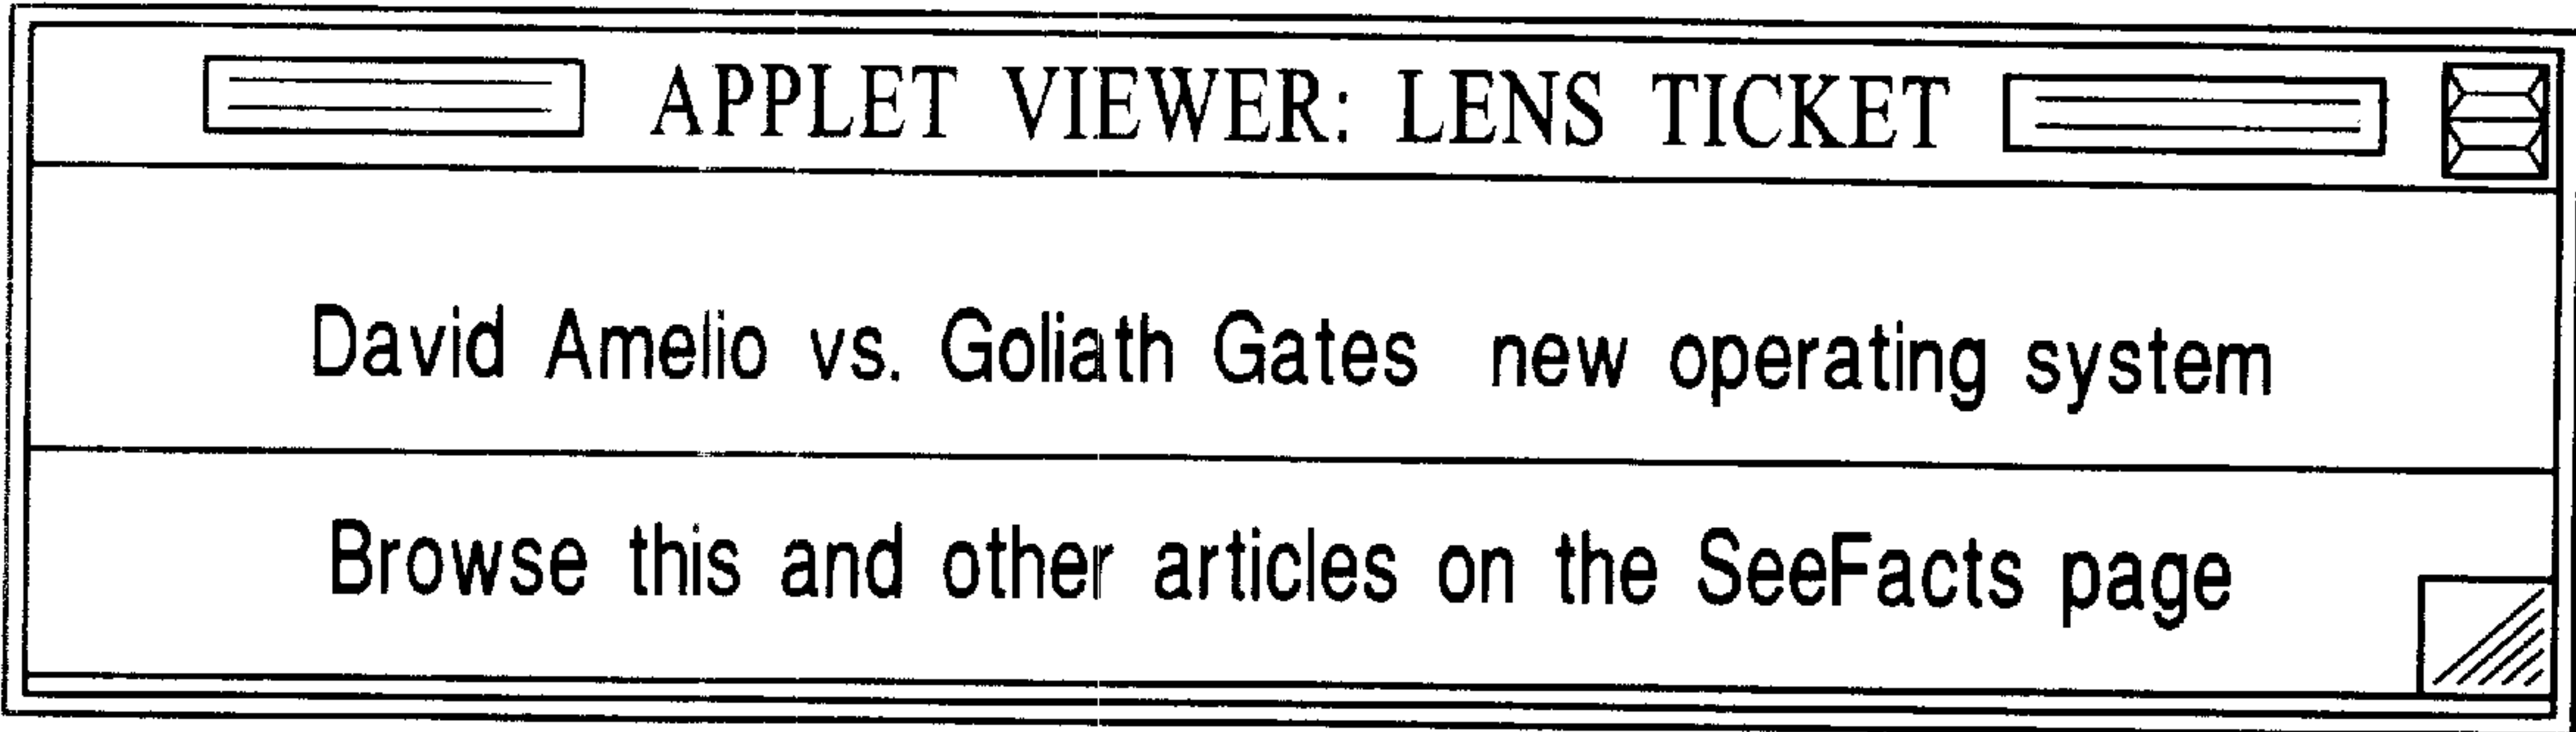 APPLET VIEWER: LENS TICKET
David Amelio vs. Goliath Gates new operating system
Browse this and other articles on the SeeFacts page